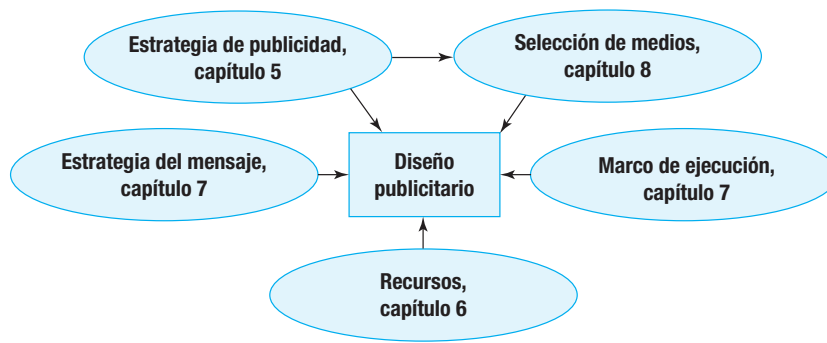 Estrategia de publicidad,
capítulo 5
Selección de medios,
capítulo 8
Estrategia del mensaje,
capítulo 7
Diseño
publicitario
Marco de ejecución,
capítulo 7
Recursos,
capítulo 6